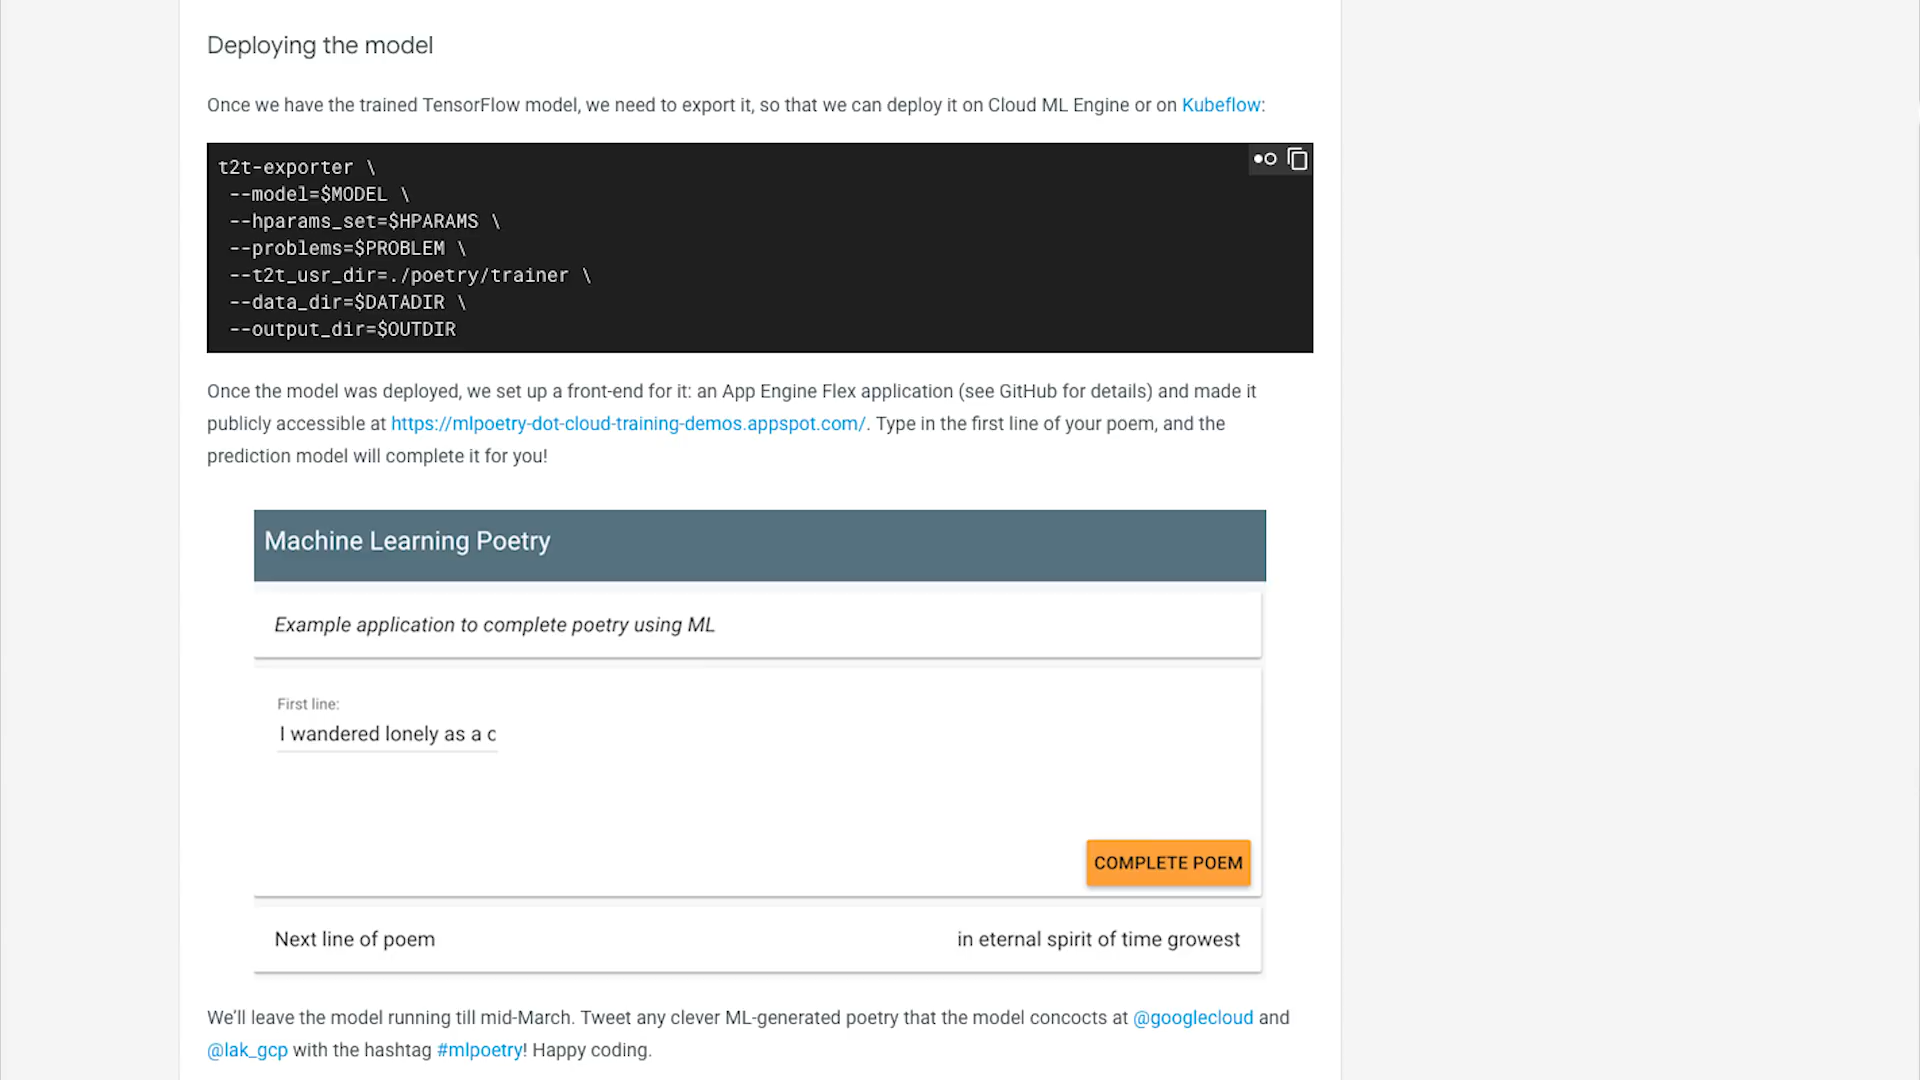 Deploying the model
Once we have the trained TensorFlow model, we need to export it, so that we can deploy it on Cloud ML Engine or on Kubeflow:
t2t-exporter \
--model=$MODEL \
--hparams_set=$HPARAMS \
--problems=$PROBLEM \
--t2t_usr_dir=./poetry/trainer \
--data_dir=$DATADIR \
--output_dir=$OUTDIR
Once the model was deployed, we set up a front-end for it: an App Engine Flex application (see GitHub for details) and made it
publicly accessible at https://mlpoetry-dot-cloud-training-demos.appspot.com/. Type in the first line of your poem, and the
prediction model will complete it for you!
Machine Learning Poetry
Example application to complete poetry using ML
First line:
I wandered lonely as a c
COMPLETE POEM
Next line of poem in eternal spirit of time growest
We'll leave the model running till mid-March. Tweet any clever ML-generated poetry that the model concocts at @googlecloud and
@lak_gcp with the hashtag #mlpoetry! Happy coding.